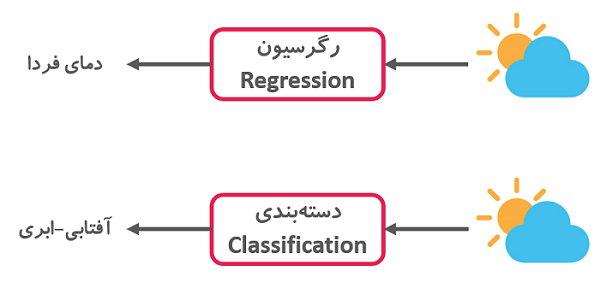 رگرسیون
Regression
دمای فردا
دسته‌بندی
Classification
آفتابی-ابری